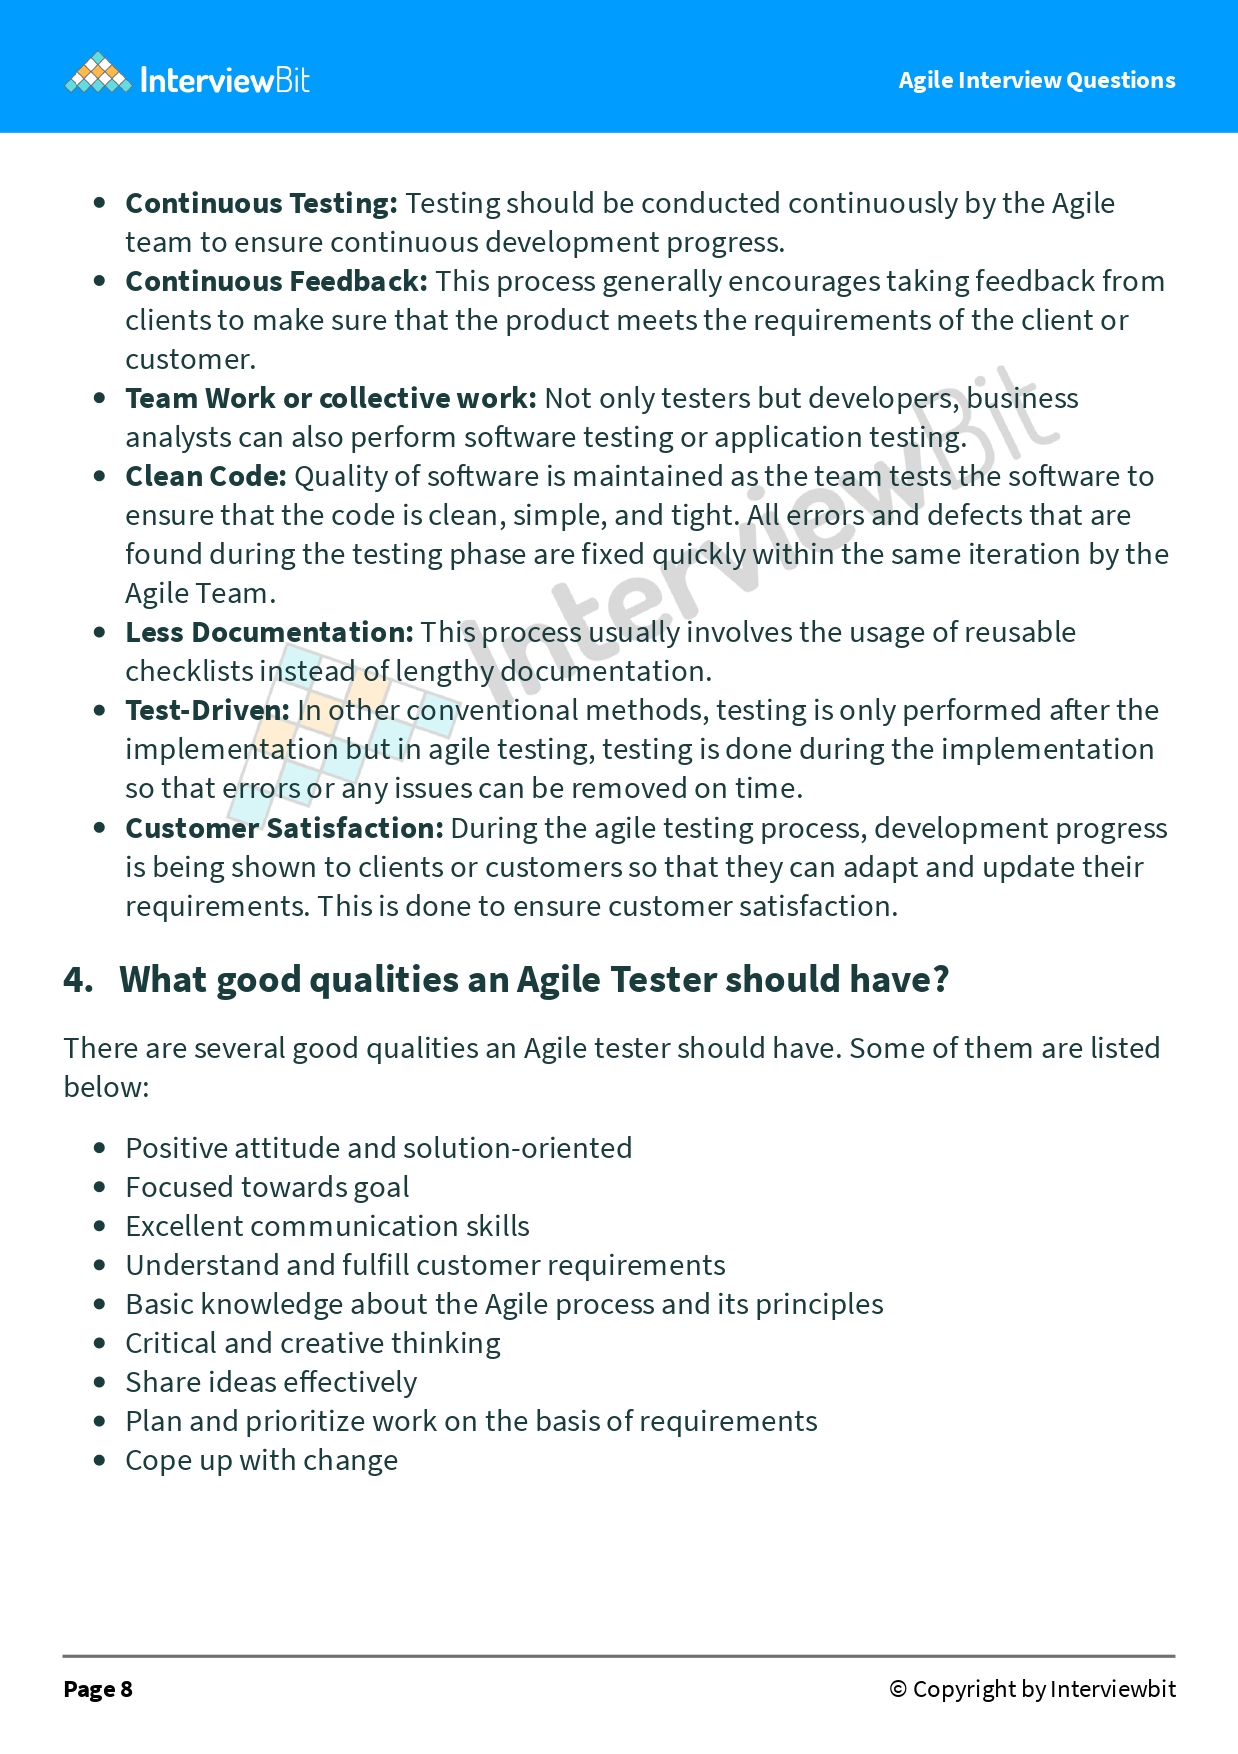 InterviewBit
Agile Interview Questions
• Continuous Testing: Testing should be conducted continuously by the Agile
team to ensure continuous development progress.
• Continuous Feedback: This process generally encourages taking feedback from
clients to make sure that the product meets the requirements of the client or
customer.
• Team Work or collective work: Not only testers but developers, business
analysts can also perform software testing or application testing.
• Clean Code: Quality of software is maintained as the team tests the software to
ensure that the code is clean, simple, and tight. All errors and defects that are
found during the testing phase are fixed quickly within the same iteration by the
Agile Team.
• Less Documentation: This process usually involves the usage of reusable
checklists instead of lengthy documentation.
• Test-Driven: In other conventional methods, testing is only performed after the
implementation but in agile testing, testing is done during the implementation
so that errors or any issues can be removed on time.
• Customer Satisfaction: During the agile testing process, development progress
is being shown to clients or customers so that they can adapt and update their
requirements. This is done to ensure customer satisfaction.
InterviewBit
4. What good qualities an Agile Tester should have?
There are several good qualities an Agile tester should have. Some of them are listed
below:
• Positive attitude and solution-oriented
• Focused towards goal
• Excellent communication skills
• Understand and fulfill customer requirements
• Basic knowledge about the Agile process and its principles
• Critical and creative thinking
• Share ideas effectively
• Plan and prioritize work on the basis of requirements
• Cope up with change
Page 8
© Copyright by Interviewbit